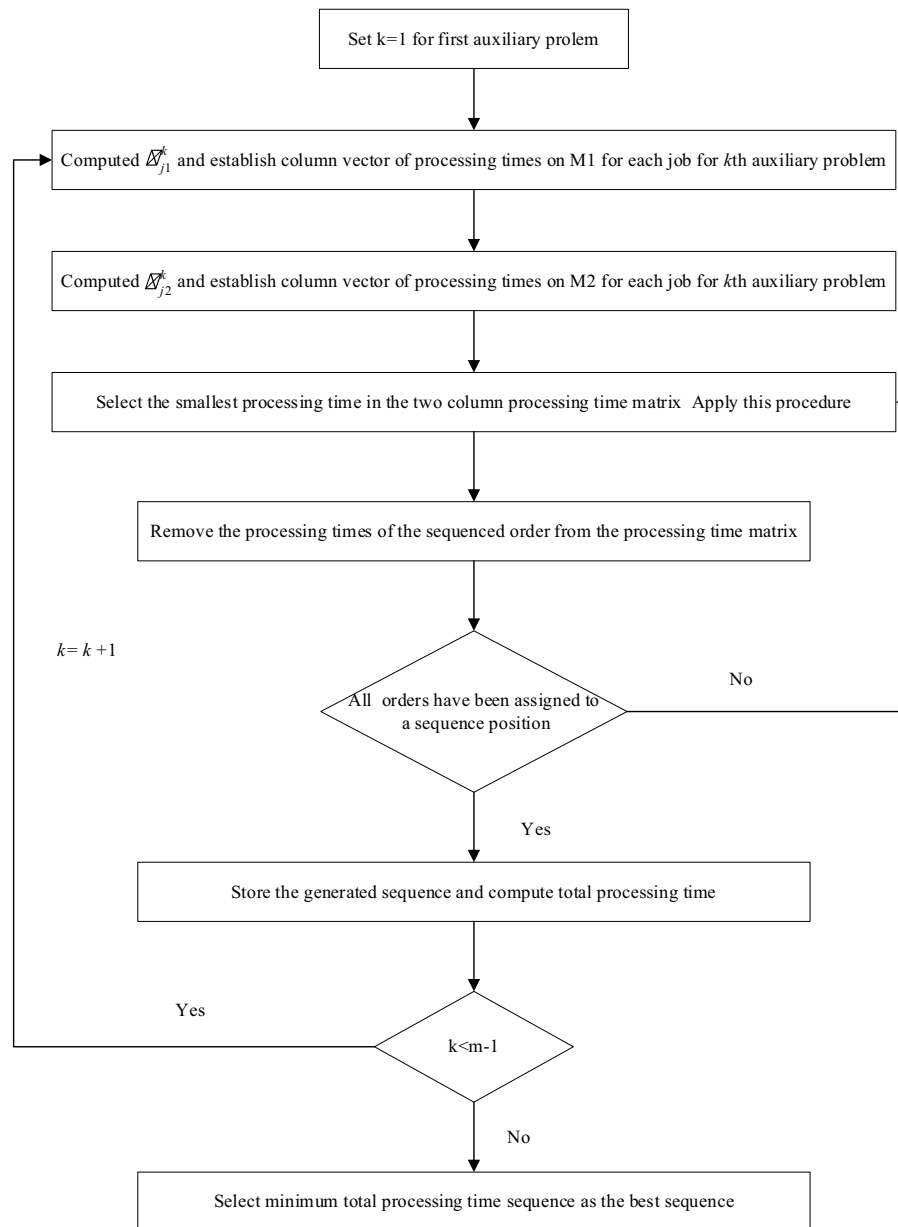 Set k=1 for first auxiliary prolem
Computed j1 k and establish column vector of processing times on M1 for each job for kth auxiliary problem
Computed j2 k and establish column vector of processing times on M2 for each job for kth auxiliary problem
Select the smallest processing time in the two column processing time matrix Apply this procedure
Remove the processing times of the sequenced order from the processing time matrix
k= k +1
No
All orders have been assigned to
a sequence position
Yes
Store the generated sequence and compute total processing time
Yes
k<m-1
No
Select minimum total processing time sequence as the best sequence